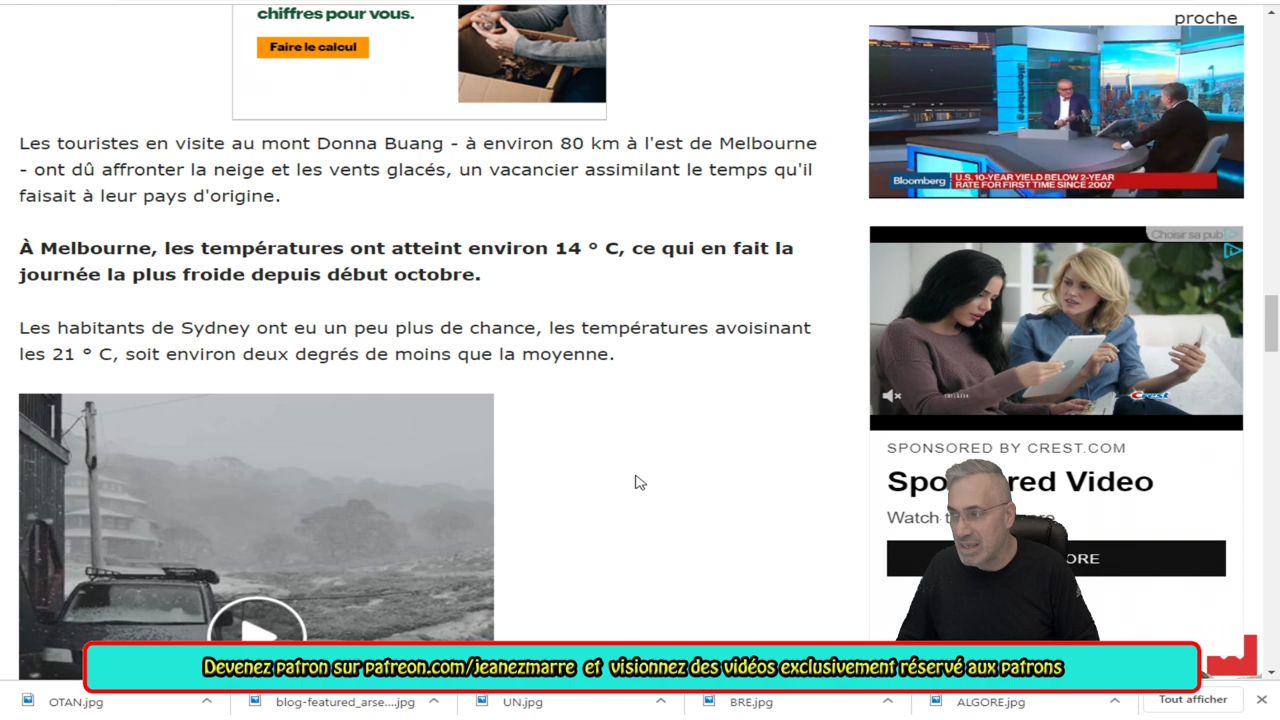 chiffres pour vous.
Faire le calcul
Les touristes en visite au mont Donna Buang - à environ 80 km à l'est de Melbourne
- ont dû affronter la neige et les vents glacés, un vacancier assimilant le temps qu'il
faisait à leur pays d'origine.
À Melbourne, les températures ont atteint environ 14 ° C, ce qui en fait la
journée la plus froide depuis début octobre.
Les habitants de Sydney ont eu un peu plus de chance, les températures avoisinant
les 21 ° C, soit environ deux degrés de moins que la moyenne.
proche
Bloomberg
Bloomberg
U.S. 10-YEAR YIELD BELOW 2-YEAR
RATE FOR FIRST TIME SINCE 2007
Choisir sa pub
Crest
SPONSORED BY CREST.COM
Sponsored Video
Watch
ORE
Devenez patron sur patreon.com/jeanezmarre et visionnez des vidéos exclusivement réservé aux patrons
OTAN.jpg
blog-featured_arse....jpg
UN.jpg
BRE.jpg
ALGORE.jpg
Tout afficher